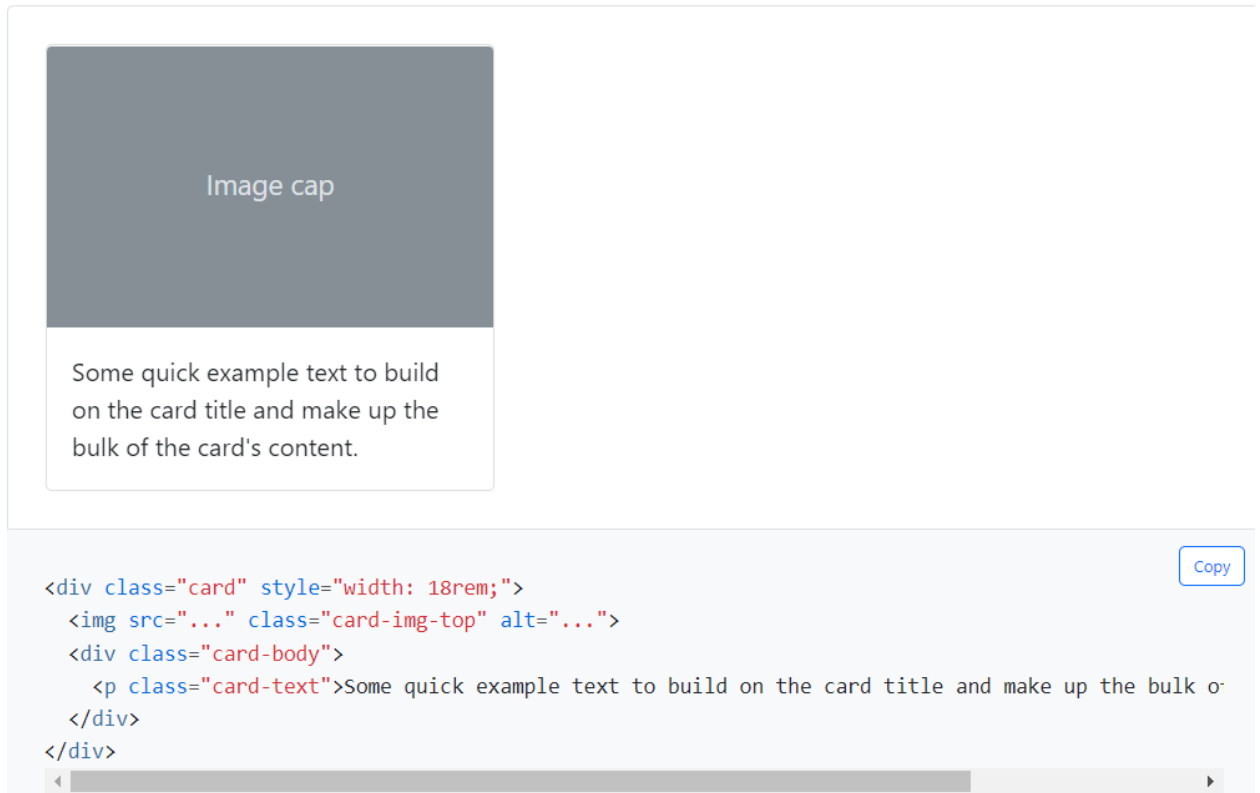 Image cap
Some quick example text to build
on the card title and make up the
bulk of the card's content.
Copy
<div class="card" style="width: 18rem;">
  <img src="..." class="card-img-top" alt="...">
  <div class="card-body">
    <p class="card-text">Some quick example text to build on the card title and make up the bulk
  </div>
</div>